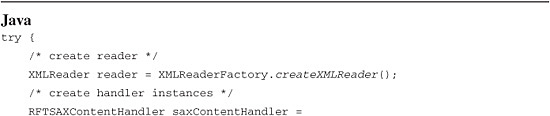 Java
try {
    /* create reader */
    XMLReader reader = XMLReaderFactory.createXMLReader();
    /* create handler instances */
    RFTSAXContentHandler saxContentHandler =